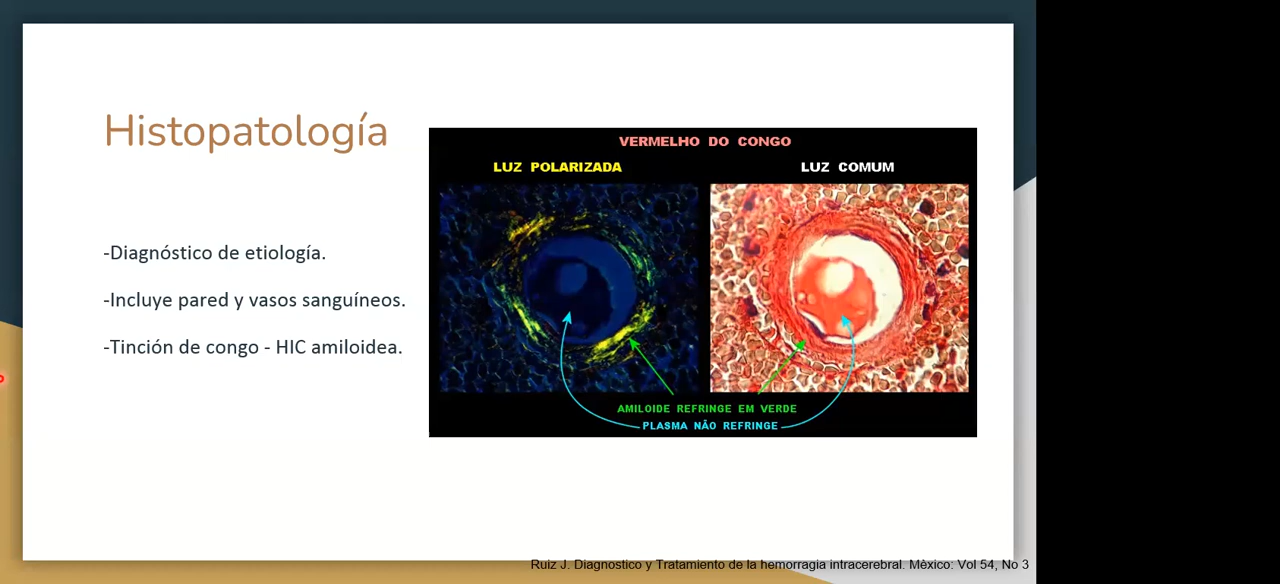 Histopatología
-Diagnóstico de etiología.
-Incluye pared y vasos sanguíneos.
-Tinción de congo - HIC amiloidea.
VERMELHO DO CONGO
LUZ POLARIZADA
LUZ COMUM
AMILOIDE REFRINGE EM VERDE
PLASMA NÃO REFRINGE
Ruiz J. Diagnostico y Tratamiento de la hemorragia intracerebral. Mèxico: Vol 54, No 3